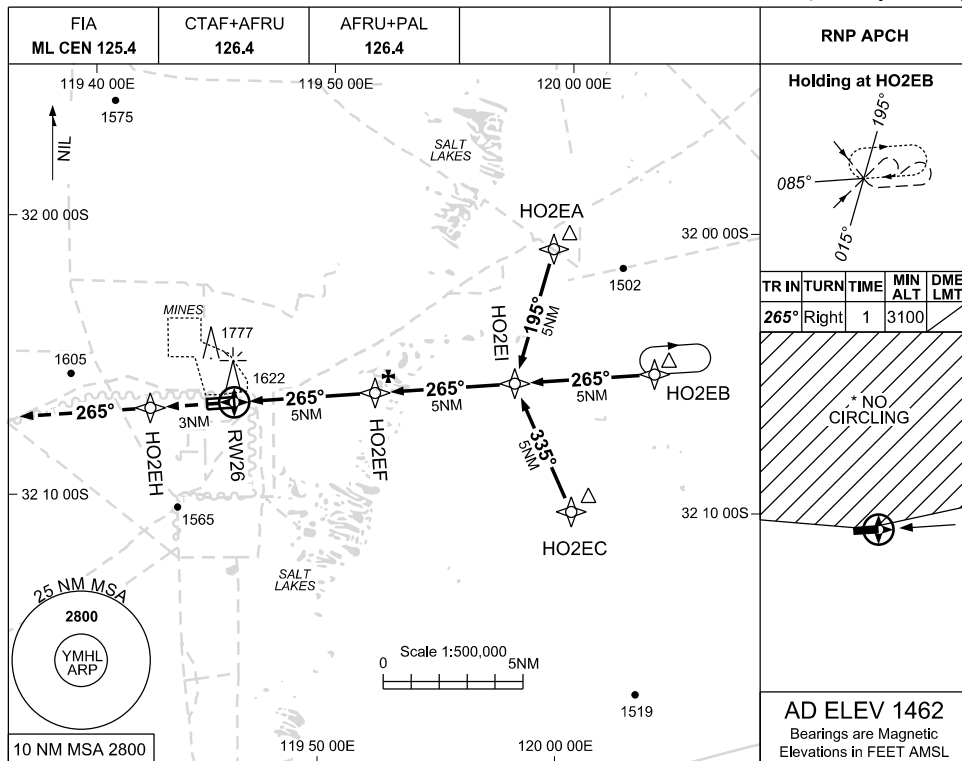 FIA
ML CEN 125.4
CTAF+AFRU
126.4
AFRU+PAL
126.4
RNP APCH
119 40 00E
119 50 00E
120 00 00E
1575
NIL
SALT
LAKES
32 00 00S
HO2EA
32 00 00S
1502
195°
5NM
HO2EI
MINES
1777
1605
1622
265°
3NM
265°
5NM
265°
5NM
265°
5NM
HO2EB
HO2EH
RW26
HO2EF
335°
5NM
32 10 00S
1565
HO2EC
32 10 00S
SALT
LAKES
25 NM MSA
2800
YMHL
ARP
Scale 1:500,000
0
5NM
1519
10 NM MSA 2800
119 50 00E
120 00 00E
Holding at HO2EB
195°
085°
015°
TR IN TURN TIME MIN ALT DME LMT
265° Right 1 3100
* NO
CIRCLING
AD ELEV 1462
Bearings are Magnetic
Elevations in FEET AMSL